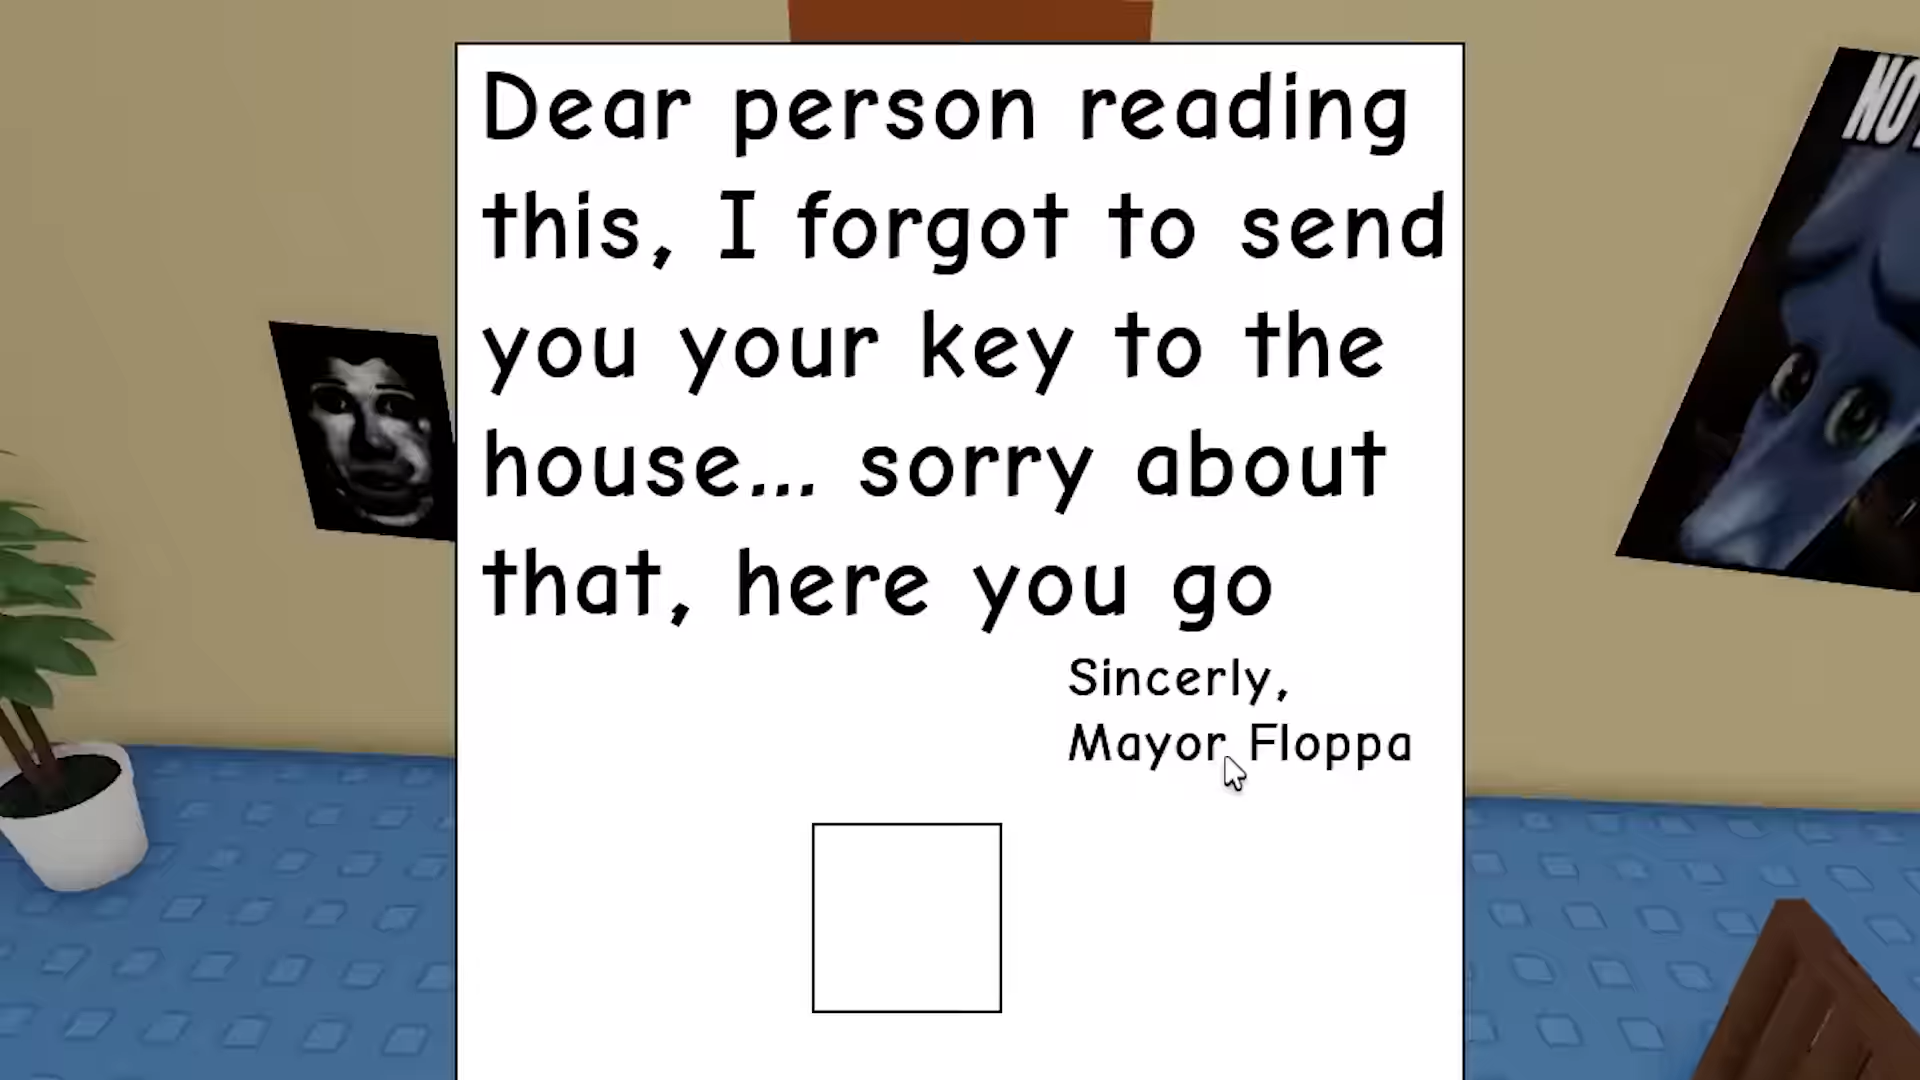 Dear person reading
this, I forgot to send
you your key to the
house... sorry about
that, here you go
Sincerly,
Mayor Floppa
NO